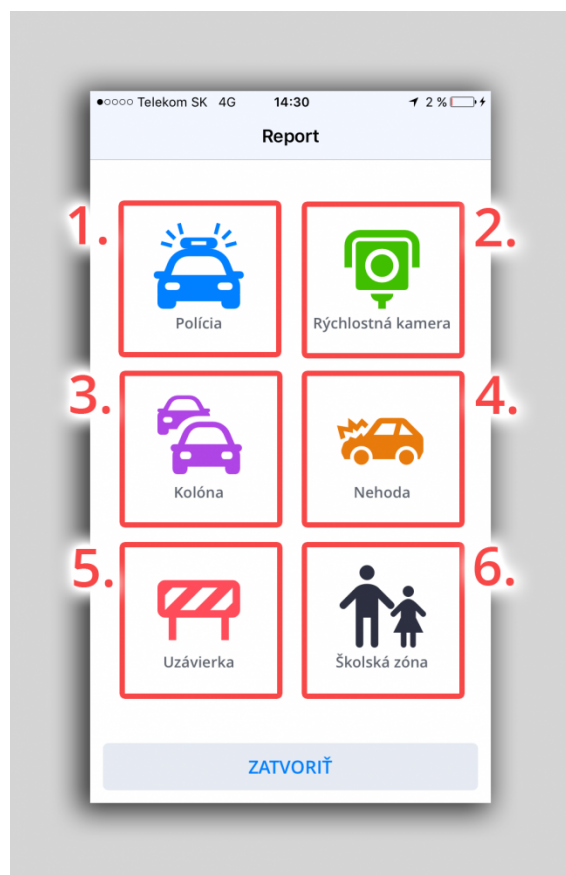 Telekom SK 4G 14:30 2 %
Report
1. 2.
Polícia Rýchlostná kamera
3. 4.
Kolóna Nehoda
5. 6.
Uzávierka Školská zóna
ZATVORIŤ